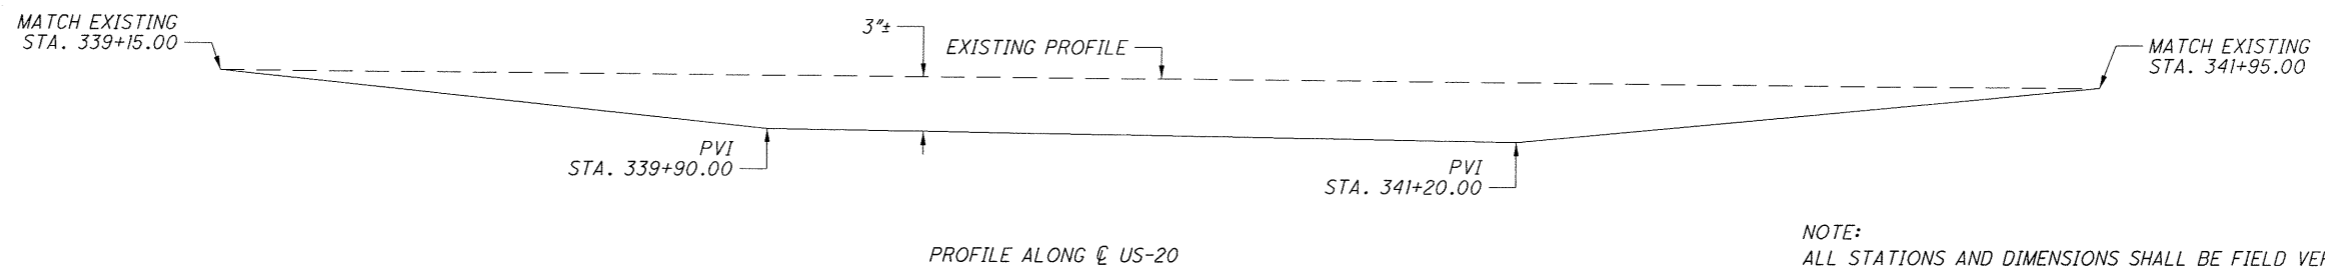 MATCH EXISTING
STA. 339+15.00
3"±
EXISTING PROFILE
MATCH EXISTING
STA. 341+95.00
PVI
STA. 339+90.00
PVI
STA. 341+20.00
PROFILE ALONG ℄ US-20
NOTE:
ALL STATIONS AND DIMENSIONS SHALL BE FIELD